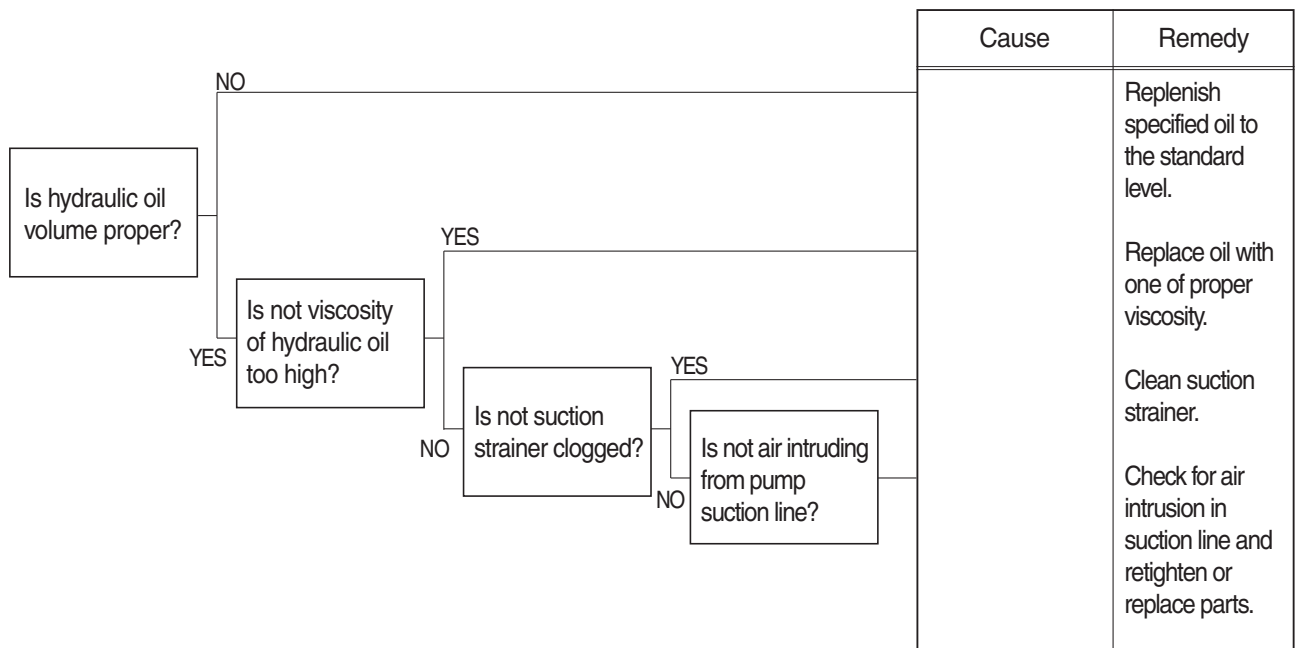 Cause
Remedy
NO
Replenish
specified oil to
the standard
level.
Is hydraulic oil
volume proper?
YES
Replace oil with
one of proper
viscosity.
YES
Is not viscosity
of hydraulic oil
too high?
YES
Clean suction
strainer.
NO
Is not suction
strainer clogged?
NO
Is not air intruding
from pump
suction line?
Check for air
intrusion in
suction line and
retighten or
replace parts.